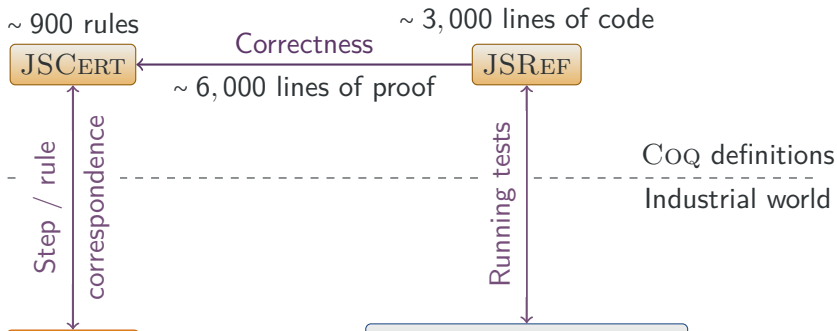 ~ 900 rules
~ 3,000 lines of code
Correctness
JSCERT
JSREF
~ 6,000 lines of proof
Step / rule
correspondence
Running tests
COQ definitions
Industrial world